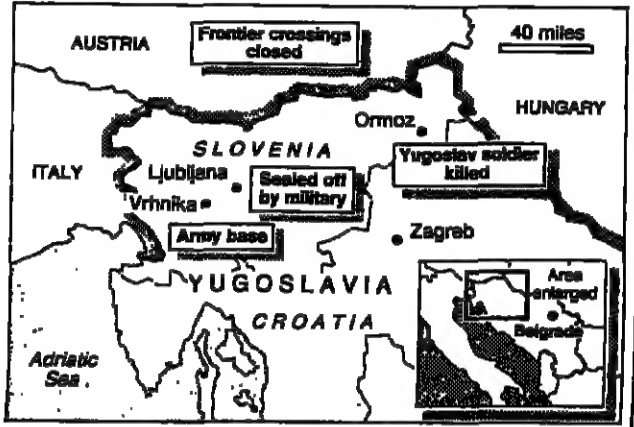 AUSTRIA
Frontier crossings
closed
40 miles
HUNGARY
Ormoz
SLOVENIA
ITALY
Ljubljana
Sealed off
by military
Yugoslav soldier
killed
Vrhnika
Army base
Zagreb
YUGOSLAVIA
CROATIA
Adriatic
Sea
Area
enlarged
Belgrade